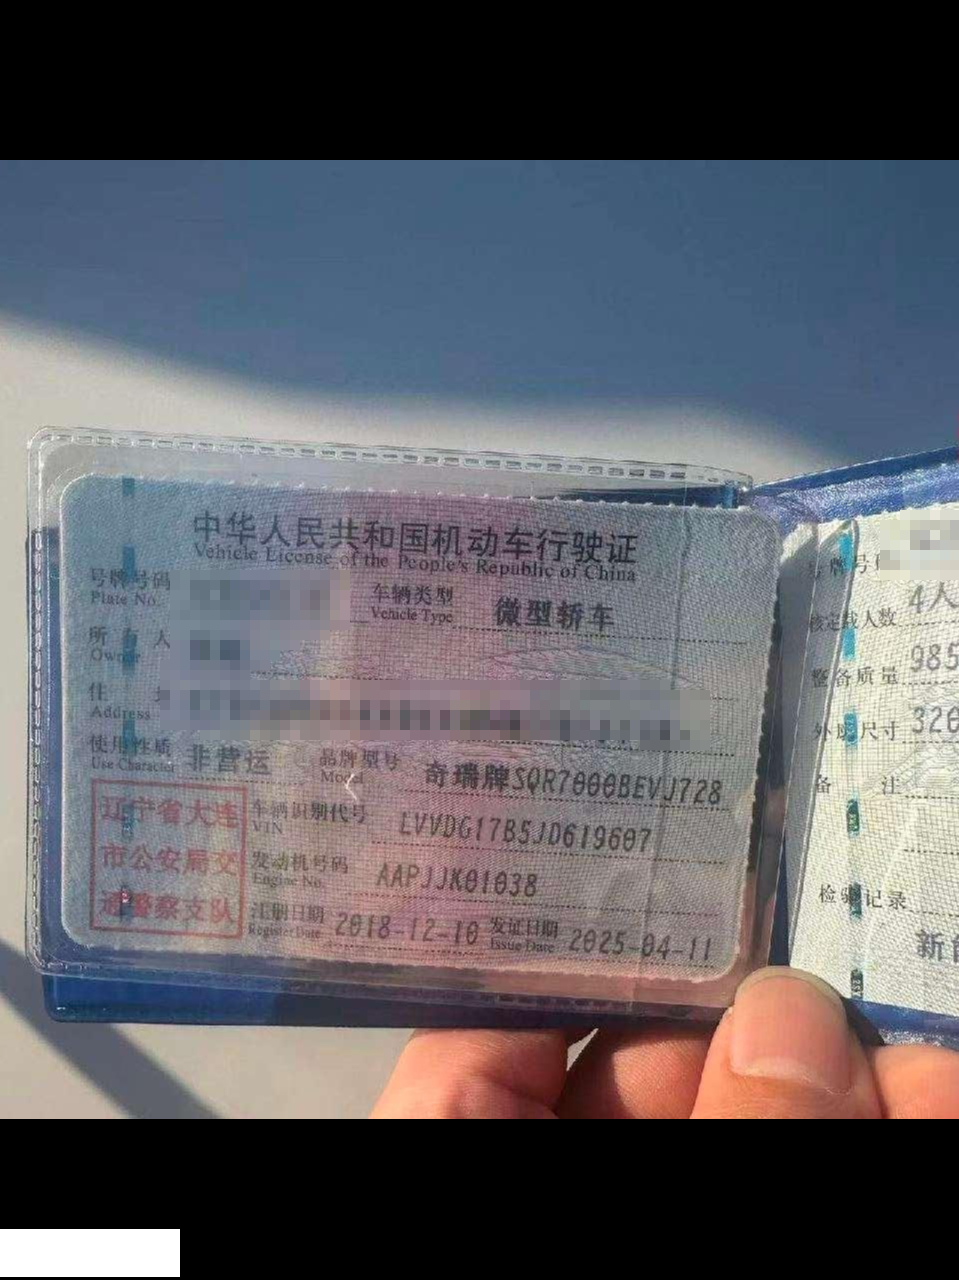 中华人民共和国机动车行驶证
Vehicle License of the People's Republic of China
号牌号码
Plate No.
车辆类型
Vehicle Type
微型轿车
所有人
Owner
住址
Address
使用性质
Use Character
非营运
品牌型号
Model
奇瑞牌SQR7000BEVJ728
车辆识别代号
VIN
LVVDG17B5JD619607
发动机号码
Engine No.
AAPJJK01038
注册日期
Register Date
2018-12-10
发证日期
Issue Date
2025-04-11
辽宁省大连
市公安局交
通警察支队
号牌号
核定载人数 4人
整备质量 985
外廓尺寸 320
备注
检验记录
新